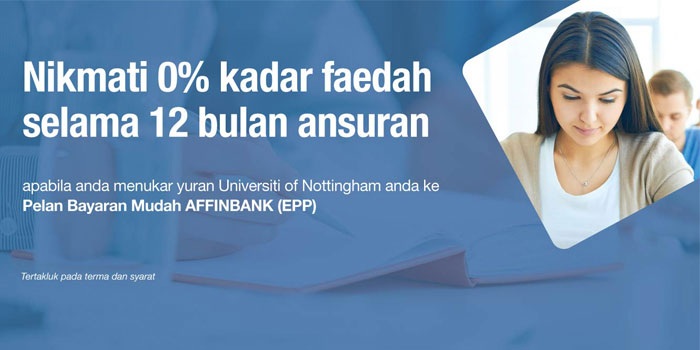 Nikmati 0% kadar faedah
selama 12 bulan ansuran
apabila anda menukar yuran Universiti of Nottingham anda ke
Pelan Bayaran Mudah AFFINBANK (EPP)
Tertakluk pada terma dan syarat